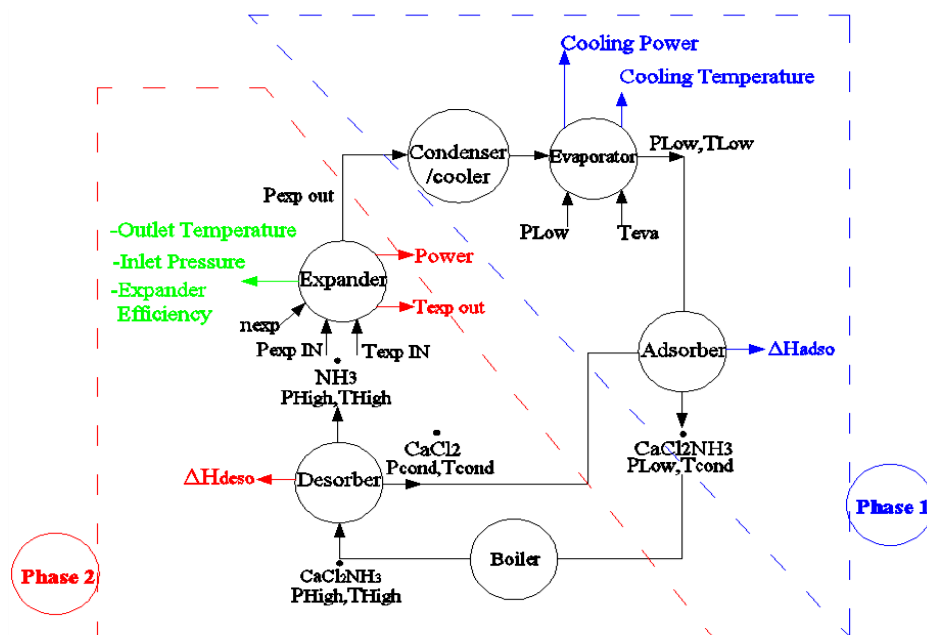 Cooling Power
Cooling Temperature
Condenser
/cooler
Evaporator
PLow,TLow
Pexp out
PLow
Teva
-Outlet Temperature
-Inlet Pressure
-Expander
Efficiency
Expander
Power
Texp out
nexp
Pexp IN
Texp IN
Adsorber
ΔHadso
NH3
PHigh,THigh
CaCl2
Pcond,Tcond
CaCl2NH3
PLow,Tcond
ΔHdeso
Desorber
Phase 1
Boiler
Phase 2
CaCl2NH3
PHigh,THigh